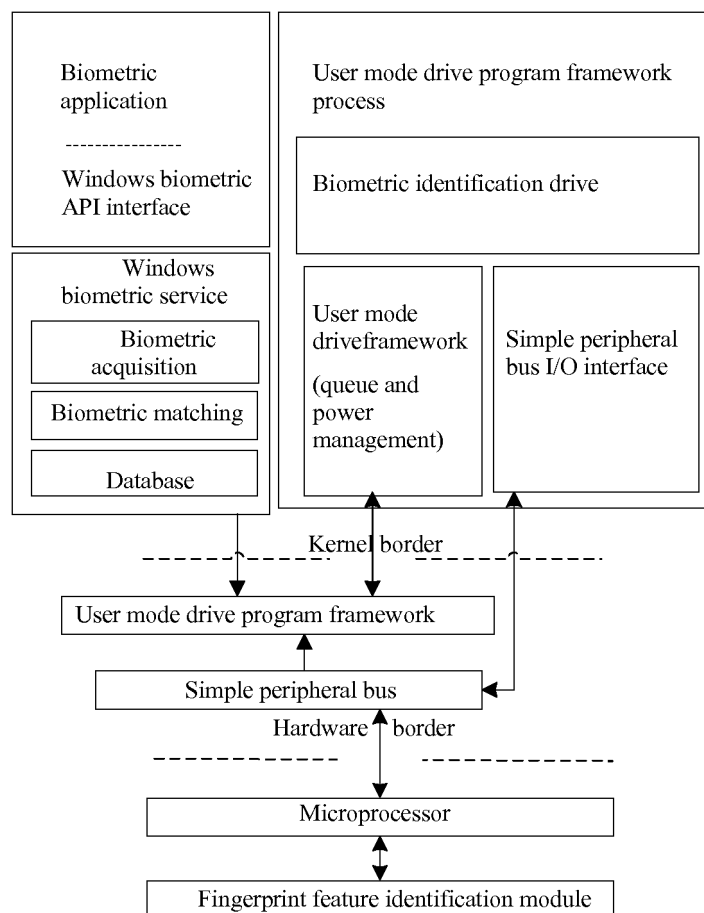 Biometric
application
Windows biometric
API interface
Windows
biometric service
Biometric
acquisition
Biometric matching
Database
User mode drive program framework
process
Biometric identification drive
User mode
driveframework
(queue and
power
management)
Simple peripheral
bus I/O interface
Kernel border
User mode drive program framework
Simple peripheral bus
Hardware border
Microprocessor
Fingerprint feature identification module